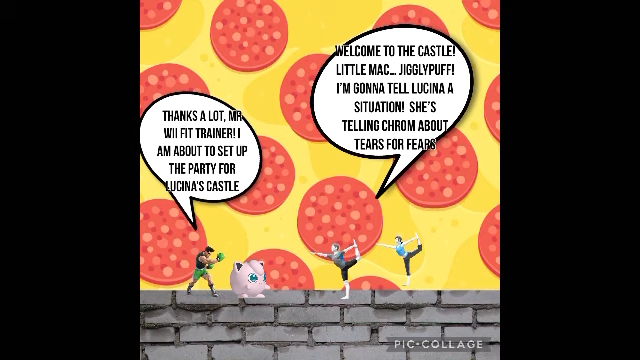 THANKS A LOT, MR
WII FIT TRAINER! I
AM ABOUT TO SET UP
THE PARTY FOR
LUCINA'S CASTLE
WELCOME TO THE CASTLE!
LITTLE MAC... JIGGLYPUFF!
I'M GONNA TELL LUCINA A
SITUATION! SHE'S
TELLING CHROM ABOUT
TEARS FOR FEARS
PIC•COLLAGE